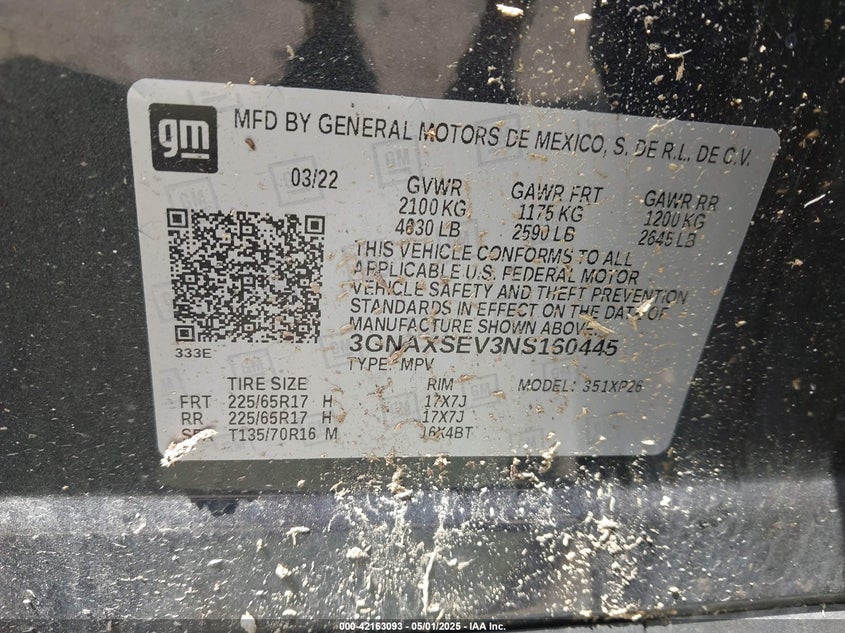 gm
MFD BY GENERAL MOTORS DE MEXICO, S. DE R.L. DE C.V.
03/22
GVWR GAWR FRT GAWR RR
2100 KG 1175 KG 1200 KG
4630 LB 2590 LB 2645 LB
THIS VEHICLE CONFORMS TO ALL
APPLICABLE U.S. FEDERAL MOTOR
VEHICLE SAFETY AND THEFT PREVENTION
STANDARDS IN EFFECT ON THE DATE OF
MANUFACTURE SHOWN ABOVE.
333E
3GNAXSEV3NS160445
TYPE: MPV
TIRE SIZE RIM MODEL: 351XP26
FRT 225/65R17 H 17X7J
RR 225/65R17 H 17X7J
SP T135/70R16 M 16X4BT
000-42163093 - 05/01/2025 - IAA Inc.